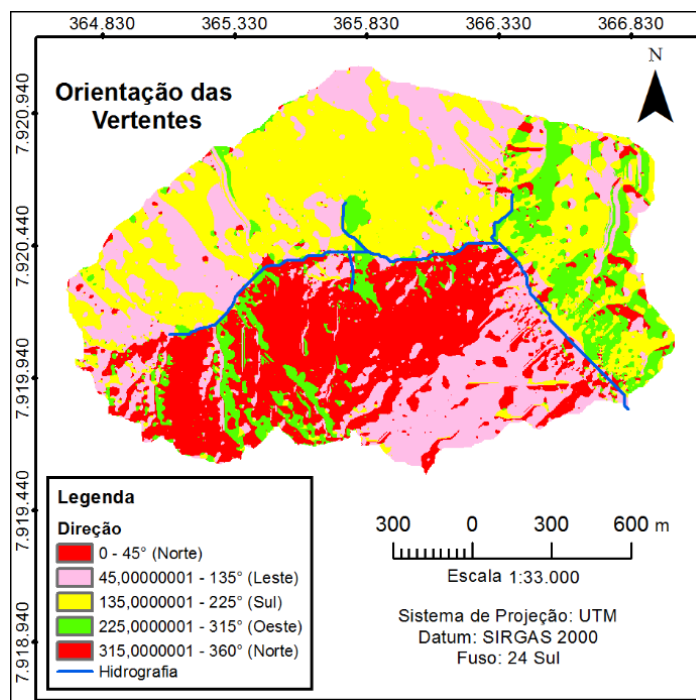 364.830 365.330 365.830 366.330 366.830
Orientação das
Vertentes
N
7.920.940
7.920.440
7.919.940
7.919.440
7.918.940
Legenda
Direção
0 - 45° (Norte)
45,00000001 - 135° (Leste)
135,0000001 - 225° (Sul)
225,0000001 - 315° (Oeste)
315,0000001 - 360° (Norte)
Hidrografia
300 0 300 600 m
Escala 1:33.000
Sistema de Projeção: UTM
Datum: SIRGAS 2000
Fuso: 24 Sul